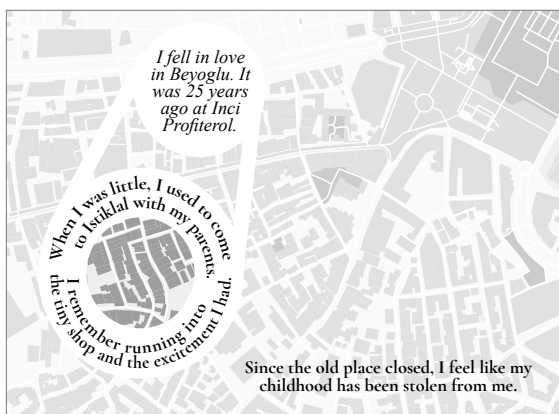 I fell in love
in Beyoglu. It
was 25 years
ago at Inci
Profiterol.
When I was little, I used to come
to Istiklal with my parents.
I remember running into
the tiny shop and the excitement I had.
Since the old place closed, I feel like my
childhood has been stolen from me.